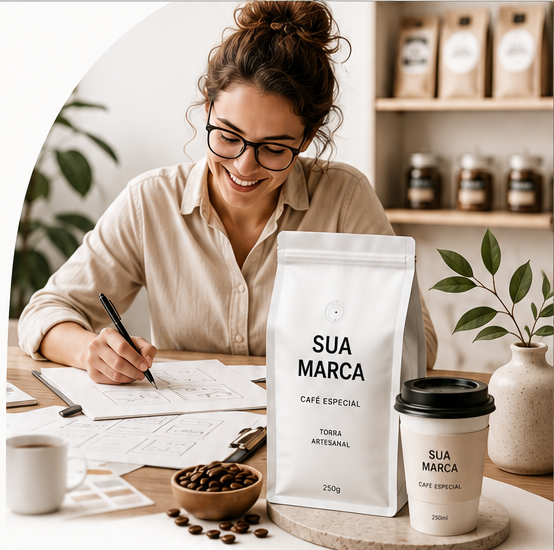 SUA
MARCA
CAFÉ ESPECIAL
TORRA
ARTESANAL
250g
SUA
MARCA
CAFÉ ESPECIAL
250ml